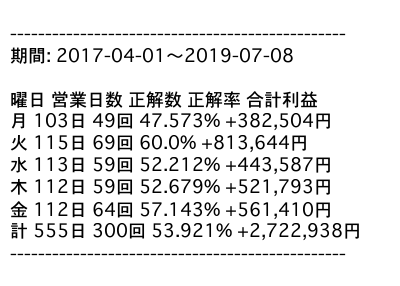 ------------------------------------------------
期間: 2017-04-01〜2019-07-08
曜日 営業日数 正解数 正解率 合計利益
月 103日 49回 47.573% +382,504円
火 115日 69回 60.0% +813,644円
水 113日 59回 52.212% +443,587円
木 112日 59回 52.679% +521,793円
金 112日 64回 57.143% +561,410円
計 555日 300回 53.921% +2,722,938円
------------------------------------------------